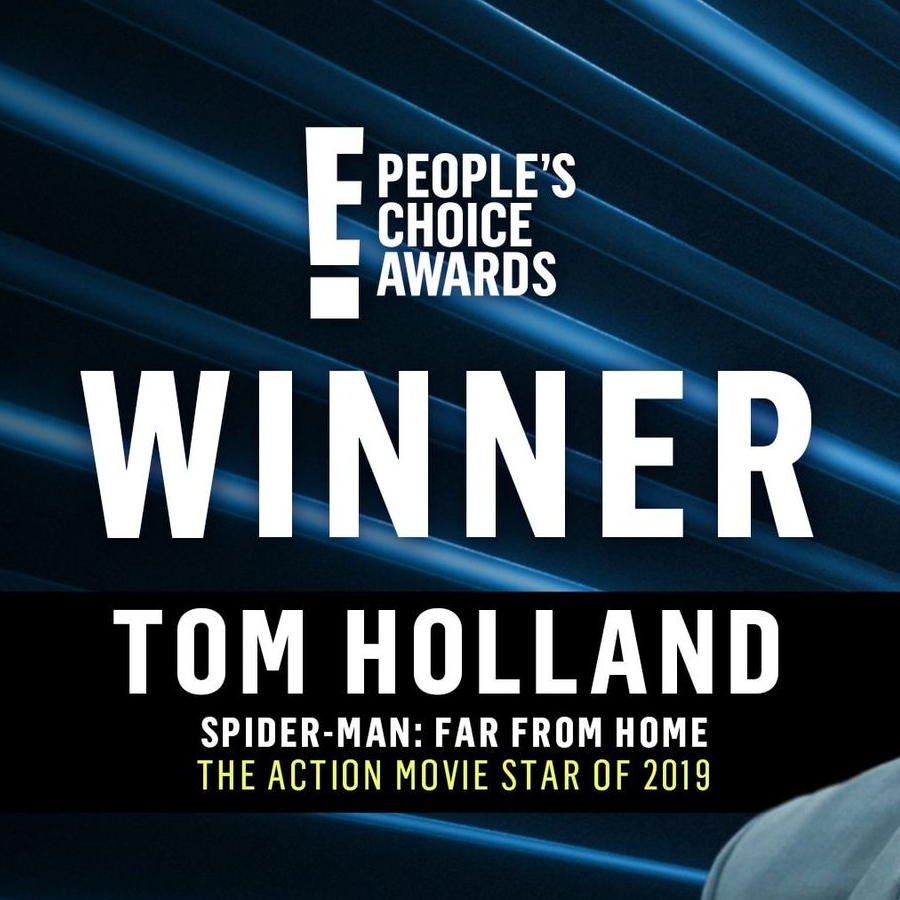 E!
PEOPLE'S
CHOICE
AWARDS
WINNER
TOM HOLLAND
SPIDER-MAN: FAR FROM HOME
THE ACTION MOVIE STAR OF 2019